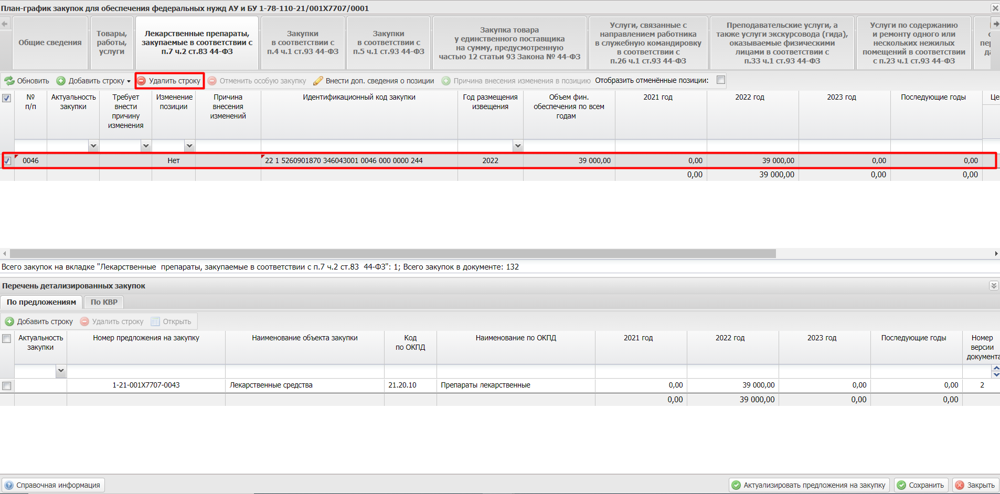 План-график закупок для обеспечения федеральных нужд АУ и БУ 1-78-110-21/001Х7707/0001
Общие сведения
Товары,
работы,
услуги
Лекарственные препараты,
закупаемые в соответствии с
п.7 ч.2 ст.83 44-ФЗ
Закупки
в соответствии с
п.4 ч.1 ст.93 44-ФЗ
Закупки
в соответствии с
п.5 ч.1 ст.93 44-ФЗ
Закупка товара
у единственного поставщика
на сумму, предусмотренную
частью 12 статьи 93 Закона № 44-ФЗ
Услуги, связанные с
направлением работника
в служебную командировку
в соответствии с
п.26 ч.1 ст.93 44-ФЗ
Преподавательские услуги, а
также услуги экскурсовода (гида),
оказываемые физическими
лицами в соответствии с
п.33 ч.1 ст.93 44-ФЗ
Услуги по содержанию
и ремонту одного или
нескольких нежилых
помещений в соответствии
с п.23 ч.1 ст.93 44-ФЗ
Обновить Добавить строку Удалить строку Отменить особую закупку Внести доп. сведения о позиции Причина внесения изменения в позицию Отобразить отменённые позиции:
№
п/п
Актуальность
закупки
Требует
внести
причину
изменения
Изменение
позиции
Причина
внесения
изменений
Идентификационный код закупки
Год размещения
извещения
Объем фин.
обеспечения по всем
годам
2021 год
2022 год
2023 год
Последующие годы
Це
0046 Нет 22 1 5260901870 346043001 0046 000 0000 244 2022 39 000,00 0,00 39 000,00 0,00 0,00
0,00 39 000,00 0,00 0,00
Всего закупок на вкладке "Лекарственные препараты, закупаемые в соответствии с п.7 ч.2 ст.83 44-ФЗ": 1; Всего закупок в документе: 132
Перечень детализированных закупок
По предложениям По КВР
Добавить строку Удалить строку Открыть
Актуальность
закупки
Номер предложения на закупку
Наименование объекта закупки
Код
по ОКПД
Наименование по ОКПД
2021 год
2022 год
2023 год
Последующие годы
Номер
версии
документа
1-21-001Х7707-0043 Лекарственные средства 21.20.10 Препараты лекарственные 0,00 39 000,00 0,00 0,00 2
0,00 39 000,00 0,00 0,00
Справочная информация Актуализировать предложения на закупку Сохранить Закрыть